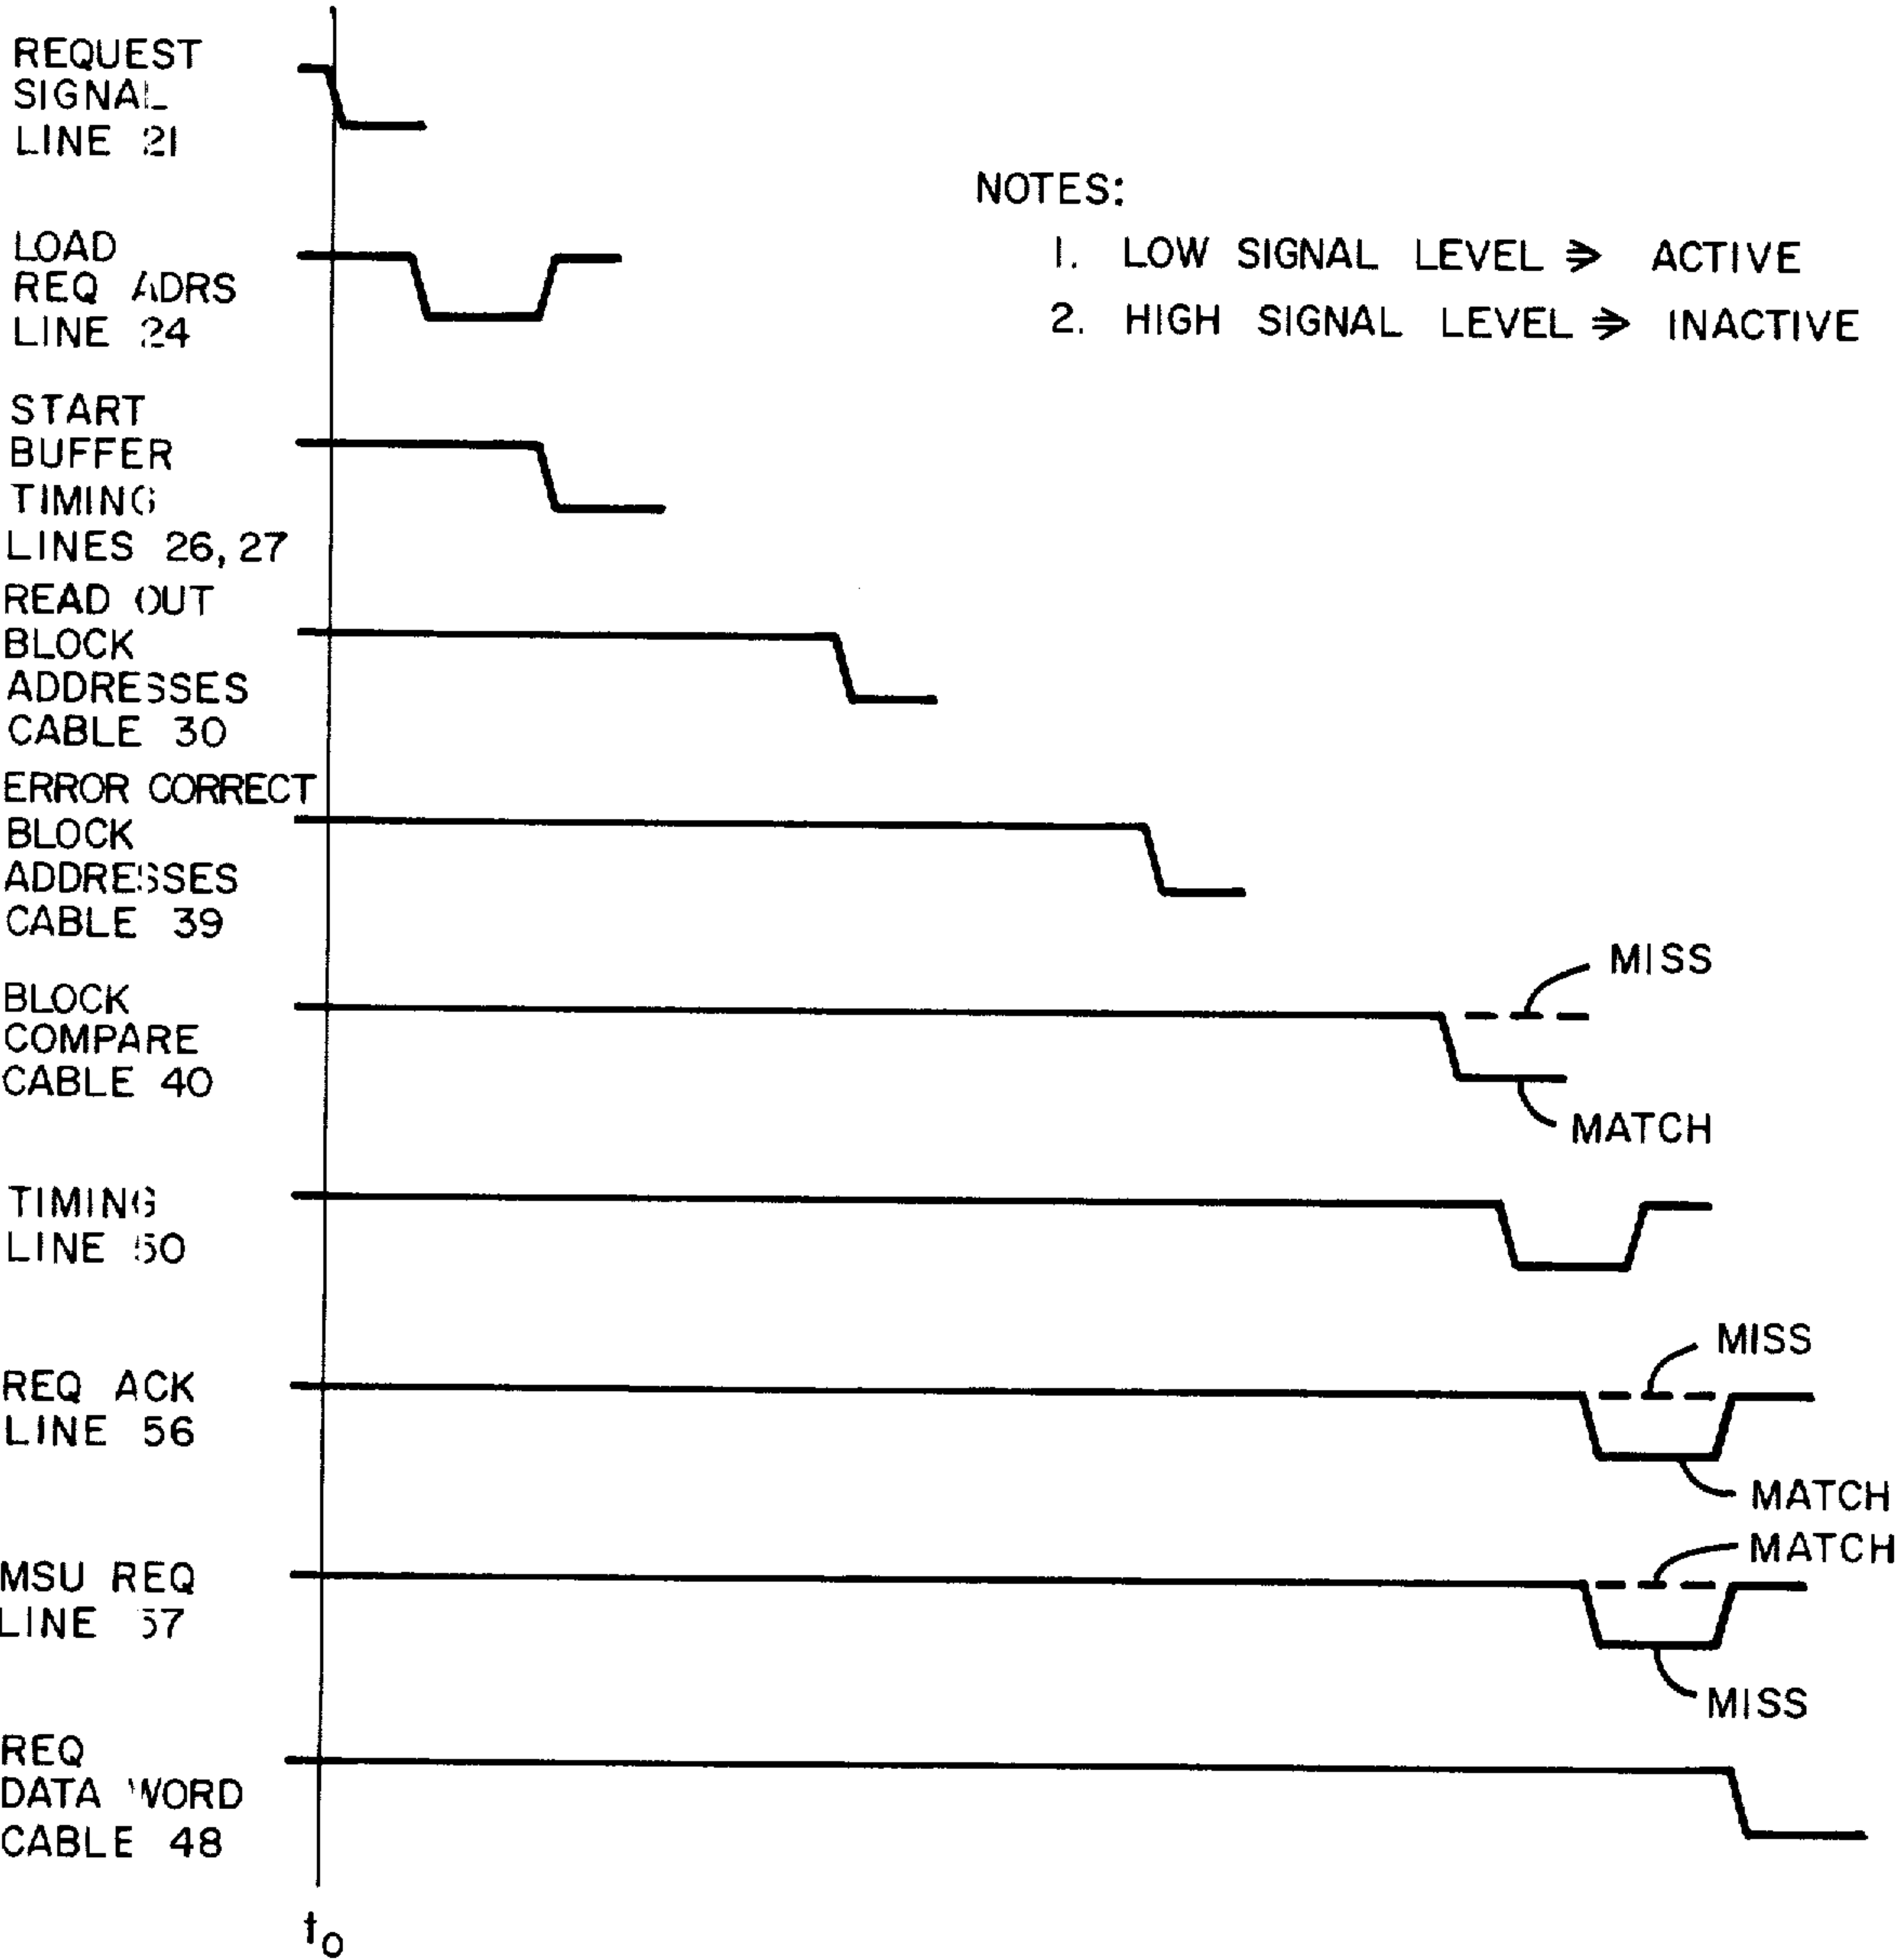 REQUEST
SIGNAL
LINE 21
NOTES:
1. LOW SIGNAL LEVEL ⇒ ACTIVE
2. HIGH SIGNAL LEVEL ⇒ INACTIVE
LOAD
REQ ADRS
LINE 24
START
BUFFER
TIMING
LINES 26, 27
READ OUT
BLOCK
ADDRESSES
CABLE 30
ERROR CORRECT
BLOCK
ADDRESSES
CABLE 39
BLOCK
COMPARE
CABLE 40
MISS
MATCH
TIMING
LINE 50
REQ ACK
LINE 56
MISS
MATCH
MSU REQ
LINE 57
MATCH
MISS
REQ
DATA WORD
CABLE 48
t0